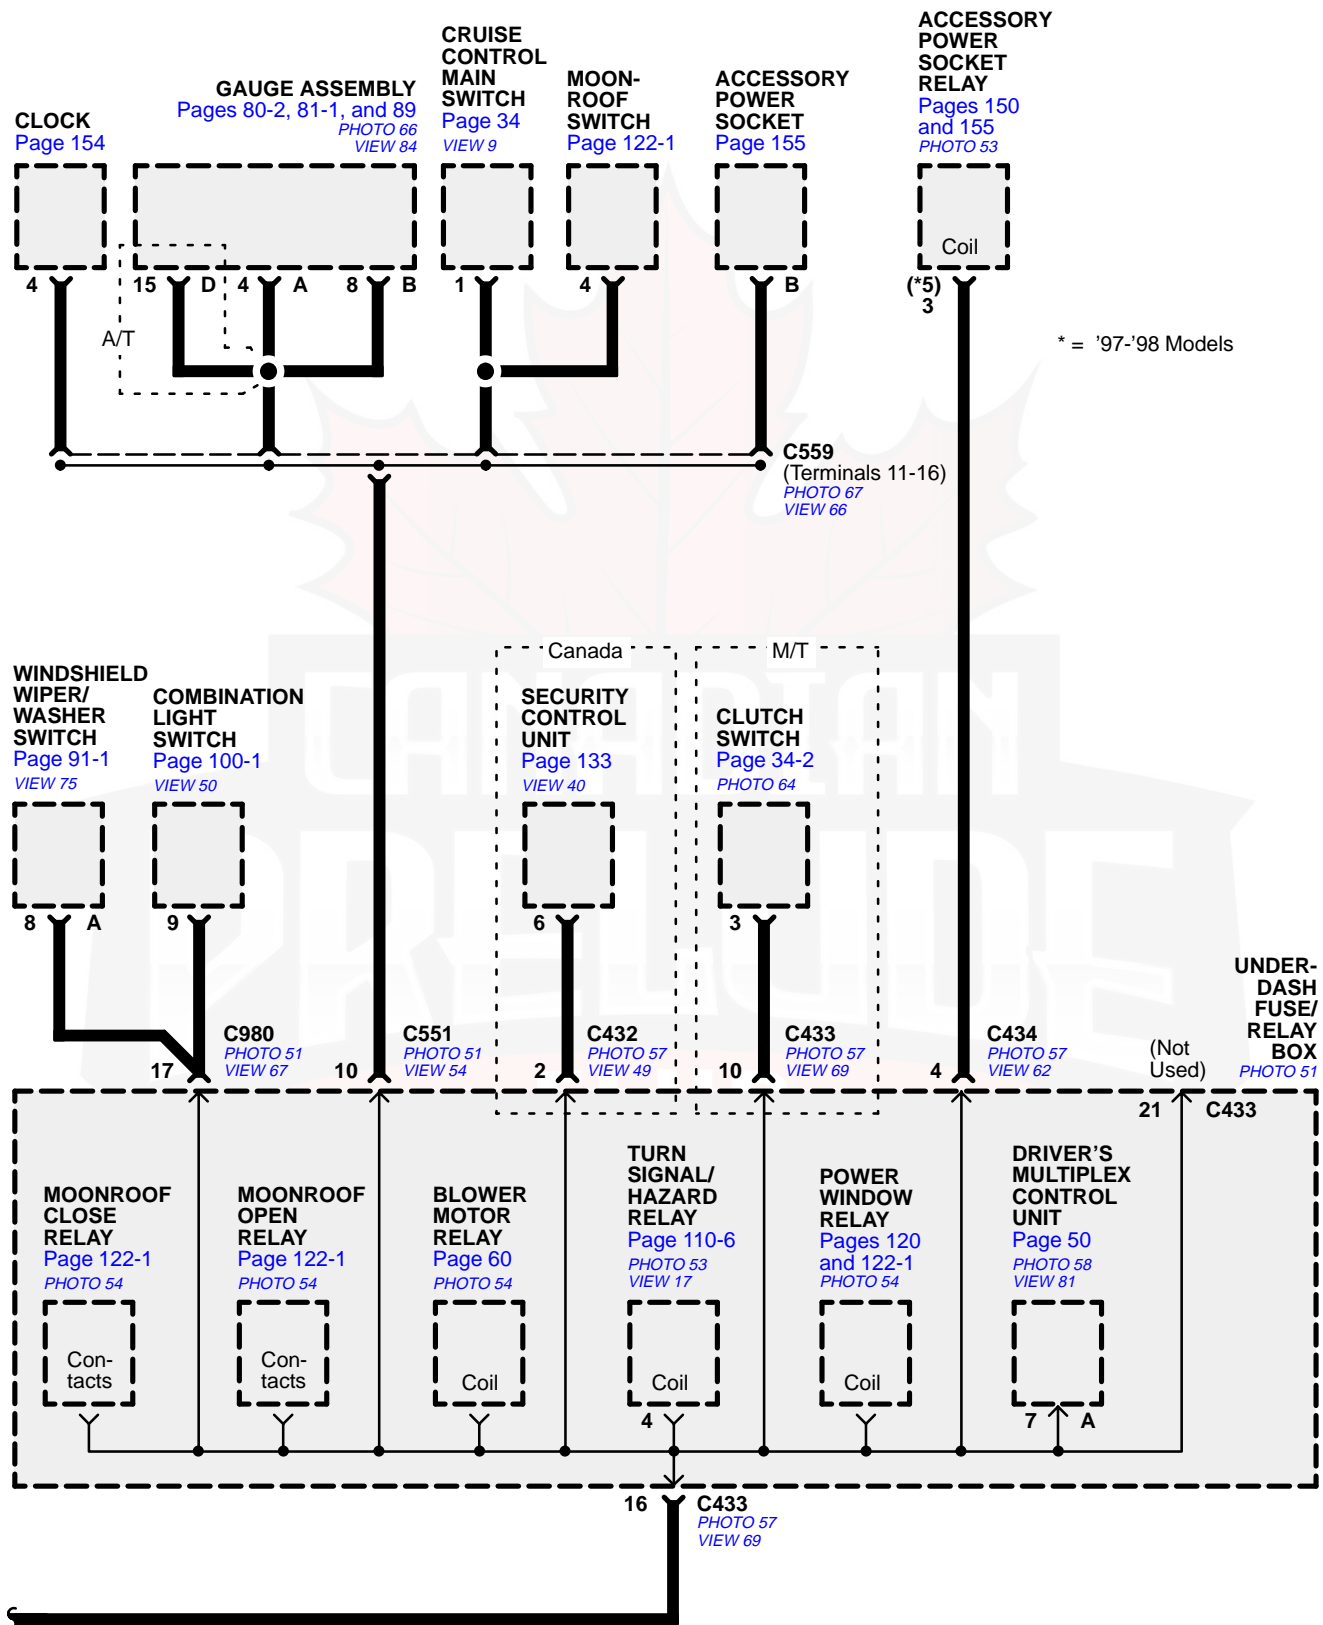 CLOCK
Page 154
GAUGE ASSEMBLY
Pages 80-2, 81-1, and 89
PHOTO 66
VIEW 84
CRUISE
CONTROL
MAIN
SWITCH
Page 34
VIEW 9
MOON-
ROOF
SWITCH
Page 122-1
ACCESSORY
POWER
SOCKET
Page 155
ACCESSORY
POWER
SOCKET
RELAY
Pages 150
and 155
PHOTO 53
Coil
4
15 D 4 A 8 B
1
4
B
(*5)
3
A/T
* = '97-'98 Models
C559
(Terminals 11-16)
PHOTO 67
VIEW 66
Canada
M/T
WINDSHIELD
WIPER/
WASHER
SWITCH
Page 91-1
VIEW 75
COMBINATION
LIGHT
SWITCH
Page 100-1
VIEW 50
SECURITY
CONTROL
UNIT
Page 133
VIEW 40
CLUTCH
SWITCH
Page 34-2
PHOTO 64
CANADIAN
PRELUDE
8 A
9
6
3
17
C980
PHOTO 51
VIEW 67
10
C551
PHOTO 51
VIEW 54
2
C432
PHOTO 57
VIEW 49
10
C433
PHOTO 57
VIEW 69
4
C434
PHOTO 57
VIEW 62
(Not
Used)
UNDER-
DASH
FUSE/
RELAY
BOX
PHOTO 51
21 C433
MOONROOF
CLOSE
RELAY
Page 122-1
PHOTO 54
Con-
tacts
MOONROOF
OPEN
RELAY
Page 122-1
PHOTO 54
Con-
tacts
BLOWER
MOTOR
RELAY
Page 60
PHOTO 54
Coil
TURN
SIGNAL/
HAZARD
RELAY
Page 110-6
PHOTO 53
VIEW 17
Coil
4
POWER
WINDOW
RELAY
Pages 120
and 122-1
PHOTO 54
Coil
DRIVER'S
MULTIPLEX
CONTROL
UNIT
Page 50
PHOTO 58
VIEW 81
7 A
16
C433
PHOTO 57
VIEW 69